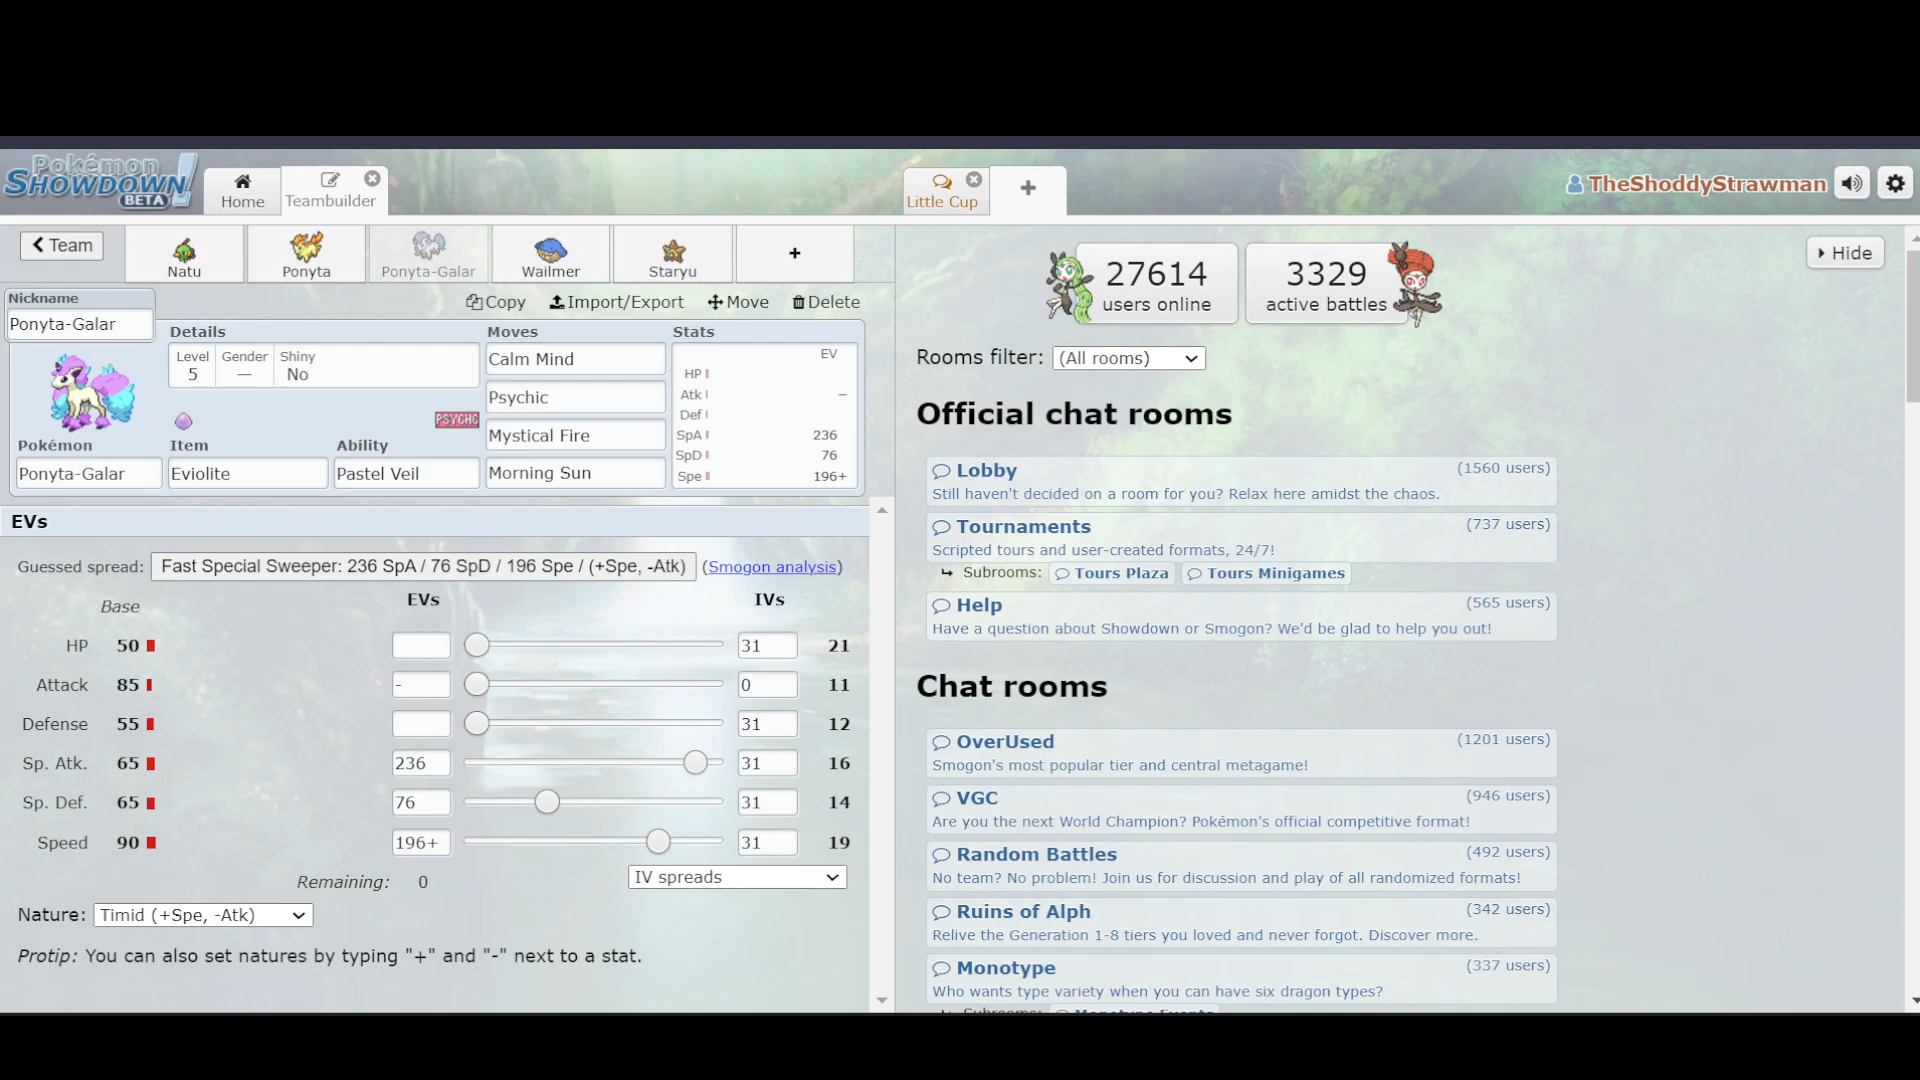 Pokémon
SHOWDOWN!
BETA
Home
Teambuilder
Little Cup
+
TheShoddyStrawman
Team
Natu
Ponyta
Ponyta-Galar
Wailmer
Staryu
+
Copy
Import/Export
Move
Delete
Nickname
Ponyta-Galar
Details
Level
5
Gender
—
Shiny
No
PSYCHC
Pokémon
Ponyta-Galar
Item
Eviolite
Ability
Pastel Veil
Moves
Calm Mind
Psychic
Mystical Fire
Morning Sun
Stats
EV
HP
Atk –
Def
SpA 236
SpD 76
Spe 196+
EVs
Guessed spread: Fast Special Sweeper: 236 SpA / 76 SpD / 196 Spe / (+Spe, -Atk) (Smogon analysis)
Base EVs IVs
HP 50 31 21
Attack 85 - 0 11
Defense 55 31 12
Sp. Atk. 65 236 31 16
Sp. Def. 65 76 31 14
Speed 90 196+ 31 19
Remaining: 0
IV spreads
Nature: Timid (+Spe, -Atk)
Protip: You can also set natures by typing "+" and "-" next to a stat.
27614
users online
3329
active battles
Hide
Rooms filter: (All rooms)
Official chat rooms
Lobby (1560 users)
Still haven't decided on a room for you? Relax here amidst the chaos.
Tournaments (737 users)
Scripted tours and user-created formats, 24/7!
Subrooms: Tours Plaza Tours Minigames
Help (565 users)
Have a question about Showdown or Smogon? We'd be glad to help you out!
Chat rooms
OverUsed (1201 users)
Smogon's most popular tier and central metagame!
VGC (946 users)
Are you the next World Champion? Pokémon's official competitive format!
Random Battles (492 users)
No team? No problem! Join us for discussion and play of all randomized formats!
Ruins of Alph (342 users)
Relive the Generation 1-8 tiers you loved and never forgot. Discover more.
Monotype (337 users)
Who wants type variety when you can have six dragon types?
Subrooms: Monotype Events